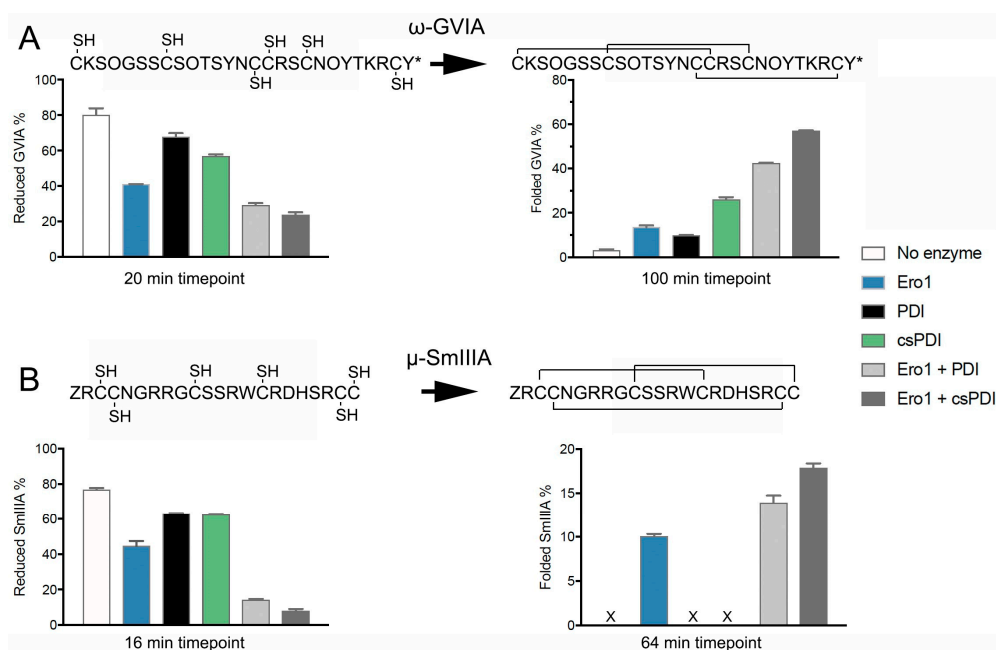 A
ω-GVIA
SH SH SH SH
CKSOGSSCSOTSYNCCRSCNOYTKRCY*
SH SH
CKSOGSSCSOTSYNCCRSCNOYTKRCY*
Reduced GVIA %
100
80
60
40
20
0
20 min timepoint
Folded GVIA %
80
60
40
20
0
100 min timepoint
No enzyme
Ero1
PDI
csPDI
Ero1 + PDI
Ero1 + csPDI
B
μ-SmIIIA
SH SH SH SH
ZRCCNGRRGCSSRWCRDHSRCC
SH SH
ZRCCNGRRGCSSRWCRDHSRCC
Reduced SmIIIA %
100
80
60
40
20
0
16 min timepoint
Folded SmIIIA %
20
15
10
5
0
X X X
64 min timepoint